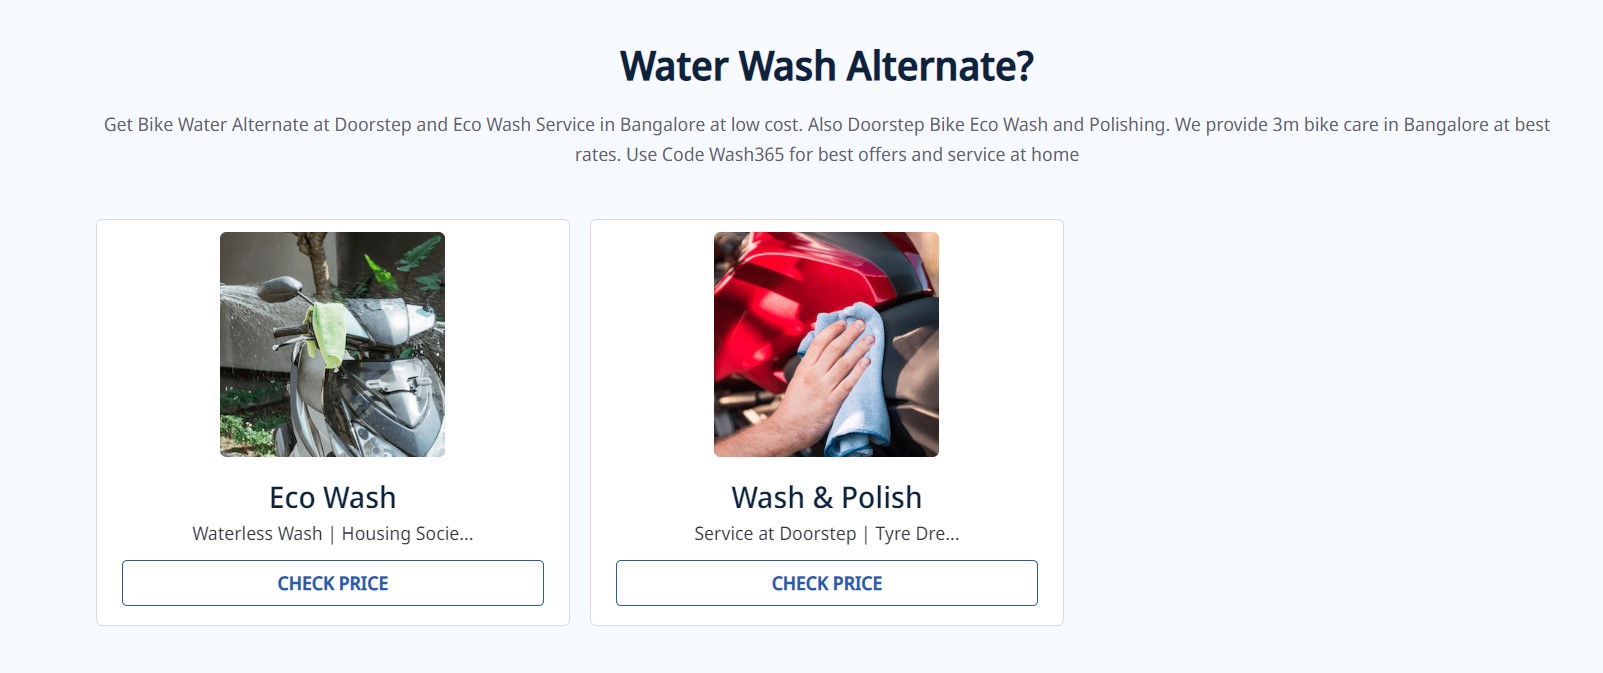 Water Wash Alternate?
Get Bike Water Alternate at Doorstep and Eco Wash Service in Bangalore at low cost. Also Doorstep Bike Eco Wash and Polishing. We provide 3m bike care in Bangalore at best
rates. Use Code Wash365 for best offers and service at home
Eco Wash
Waterless Wash | Housing Socie...
CHECK PRICE
Wash & Polish
Service at Doorstep | Tyre Dre...
CHECK PRICE